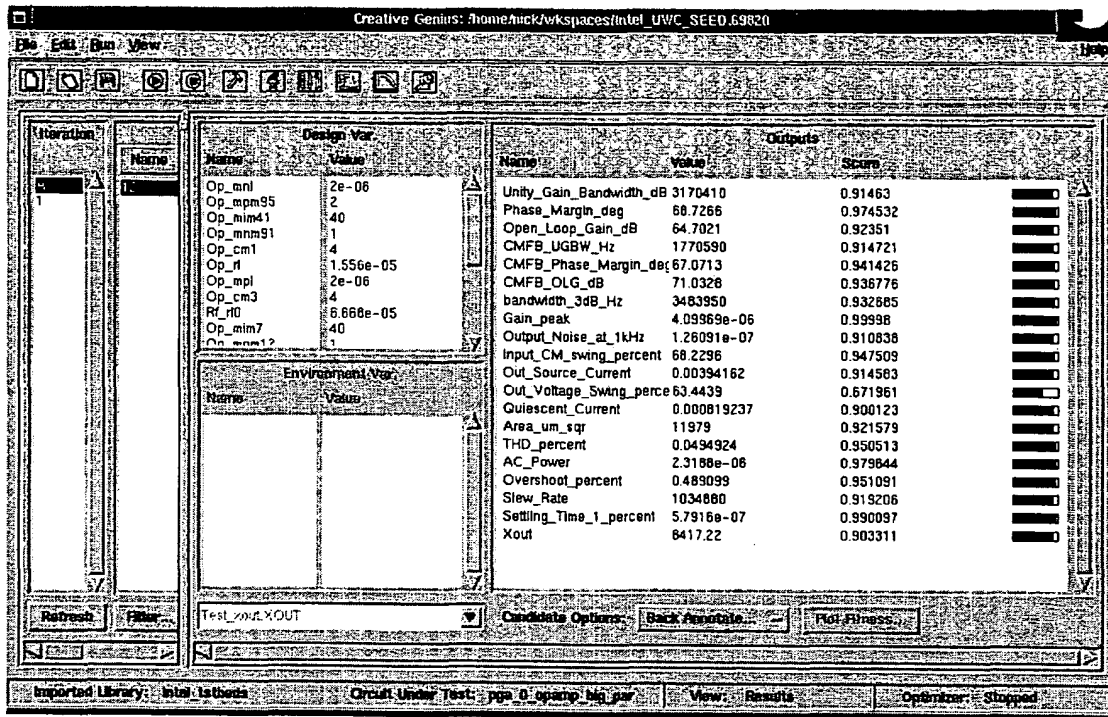 Creative Genius: /home/nick/wkspaces/Intel_UWC_SEED.69820
File Edit Run View
Help
Iteration
Name
1
Design Var
Name Value
Op_mnl 2e-06
Op_mpm95 2
Op_mim41 40
Op_mnm91 1
Op_cm1 4
Op_rl 1.556e-05
Op_mpl 2e-06
Op_cm3 4
Rf_rl0 6.668e-05
Op_mim7 40
Op_mnm12 1
Environment Var
Name Value
Test_xout.XOUT
Outputs
Name Value Score
Unity_Gain_Bandwidth_dB 3170410 0.91463
Phase_Margin_deg 68.7266 0.974532
Open_Loop_Gain_dB 64.7021 0.92351
CMFB_UGBW_Hz 1770590 0.914721
CMFB_Phase_Margin_deg 67.0713 0.941426
CMFB_OLG_dB 71.0328 0.936776
bandwidth_3dB_Hz 3483950 0.932685
Gain_peak 4.09969e-06 0.99998
Output_Noise_at_1kHz 1.26091e-07 0.910838
Input_CM_swing_percent 68.2296 0.947509
Out_Source_Current 0.00394162 0.914583
Out_Voltage_Swing_perce 63.4439 0.671961
Quiescent_Current 0.000819237 0.900123
Area_um_sqr 11979 0.921579
THD_percent 0.0494924 0.950513
AC_Power 2.3188e-06 0.979844
Overshoot_percent 0.489099 0.951091
Slew_Rate 1034880 0.919206
Settling_Time_1_percent 5.7916e-07 0.990097
Xout 6417.22 0.903311
Refresh Filter...
Candidate Options: Back Annotate... Plot Fitness...
Imported Library: Intel_1stbeda Circuit Under Test: pga_0_opamp_big_par View: Results Optimizer: Stopped